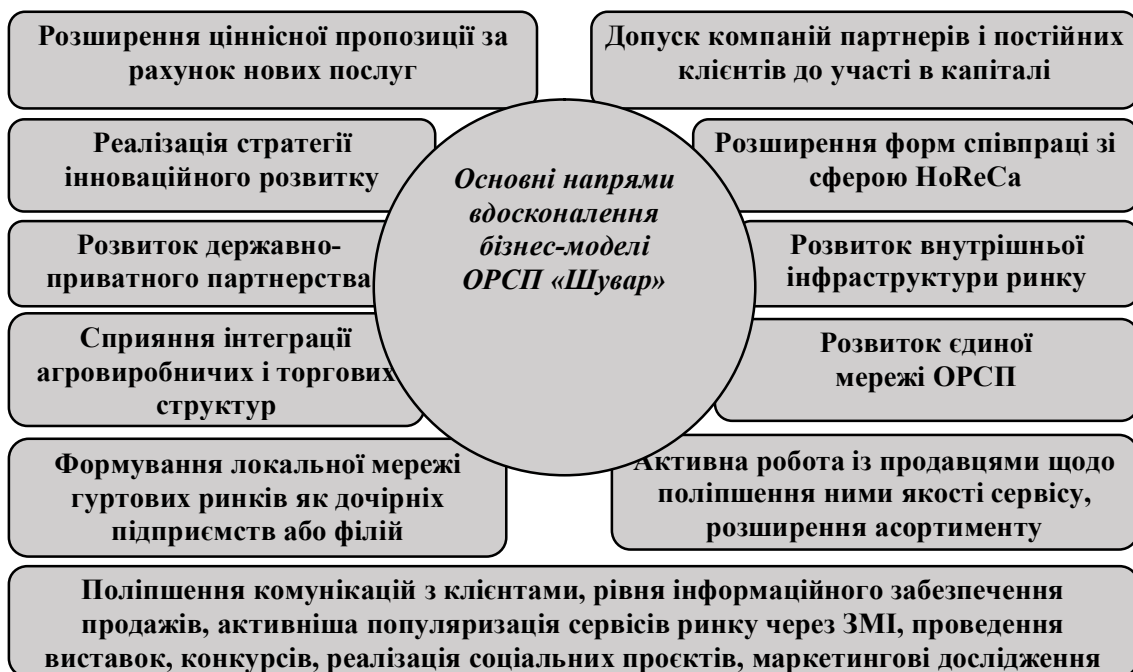 Розширення ціннісної пропозиції за
рахунок нових послуг
Допуск компаній партнерів і постійних
клієнтів до участі в капіталі
Реалізація стратегії
інноваційного розвитку
Основні напрями
вдосконалення
бізнес-моделі
ОРСП «Шувар»
Розширення форм співпраці зі
сферою HoReCa
Розвиток державно-
приватного партнерства
Розвиток внутрішньої
інфраструктури ринку
Сприяння інтеграції
агровиробничих і торгових
структур
Розвиток єдиної
мережі ОРСП
Формування локальної мережі
гуртових ринків як дочірніх
підприємств або філій
Активна робота із продавцями щодо
поліпшення ними якості сервісу,
розширення асортименту
Поліпшення комунікацій з клієнтами, рівня інформаційного забезпечення
продажів, активніша популяризація сервісів ринку через ЗМІ, проведення
виставок, конкурсів, реалізація соціальних проєктів, маркетингові дослідження